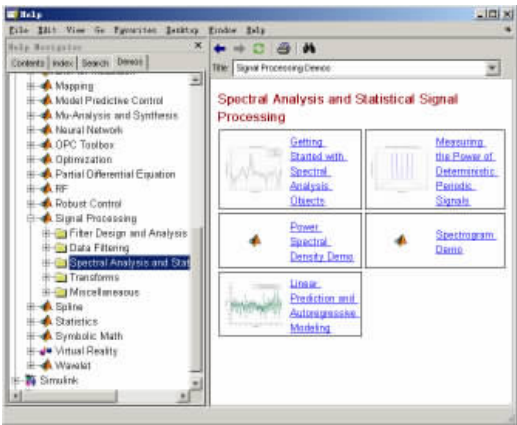 Help
File Edit View Go Favorites Desktop Window Help
Help Navigator
Contents Index Search Demos
Title: Signal Processing Demos
Mapping
Model Predictive Control
Mu-Analysis and Synthesis
Neural Network
OPC Toolbox
Optimization
Partial Differential Equation
RF
Robust Control
Signal Processing
Filter Design and Analysis
Data Filtering
Spectral Analysis and Stat
Transforms
Miscellaneous
Spline
Statistics
Symbolic Math
Virtual Reality
Wavelet
Simulink
Spectral Analysis and Statistical Signal
Processing
Getting
Started with
Spectral
Analysis
Objects
Measuring
the Power of
Deterministic
Periodic
Signals
Power
Spectral
Density Demo
Spectrogram
Demo
Linear
Prediction and
Autoregressive
Modeling